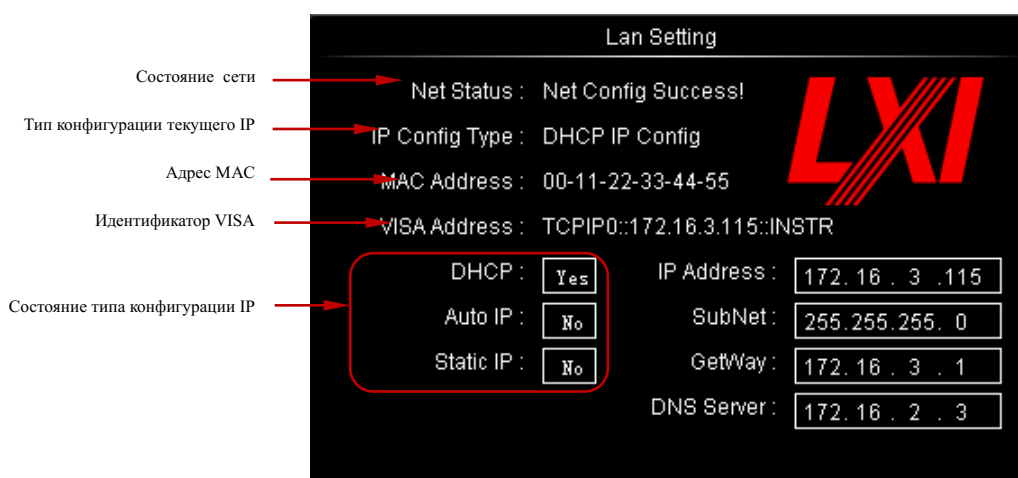 Lan Setting
Состояние сети
Net Status : Net Config Success!
LXI
Тип конфигурации текущего IP
IP Config Type : DHCP IP Config
Адрес MAC
MAC Address : 00-11-22-33-44-55
Идентификатор VISA
VISA Address : TCPIP0::172.16.3.115::INSTR
DHCP : Yes IP Address : 172. 16 . 3 .115
Состояние типа конфигурации IP
Auto IP : No SubNet : 255.255.255. 0
Static IP : No GetWay : 172. 16 . 3 . 1
DNS Server : 172. 16 . 2 . 3